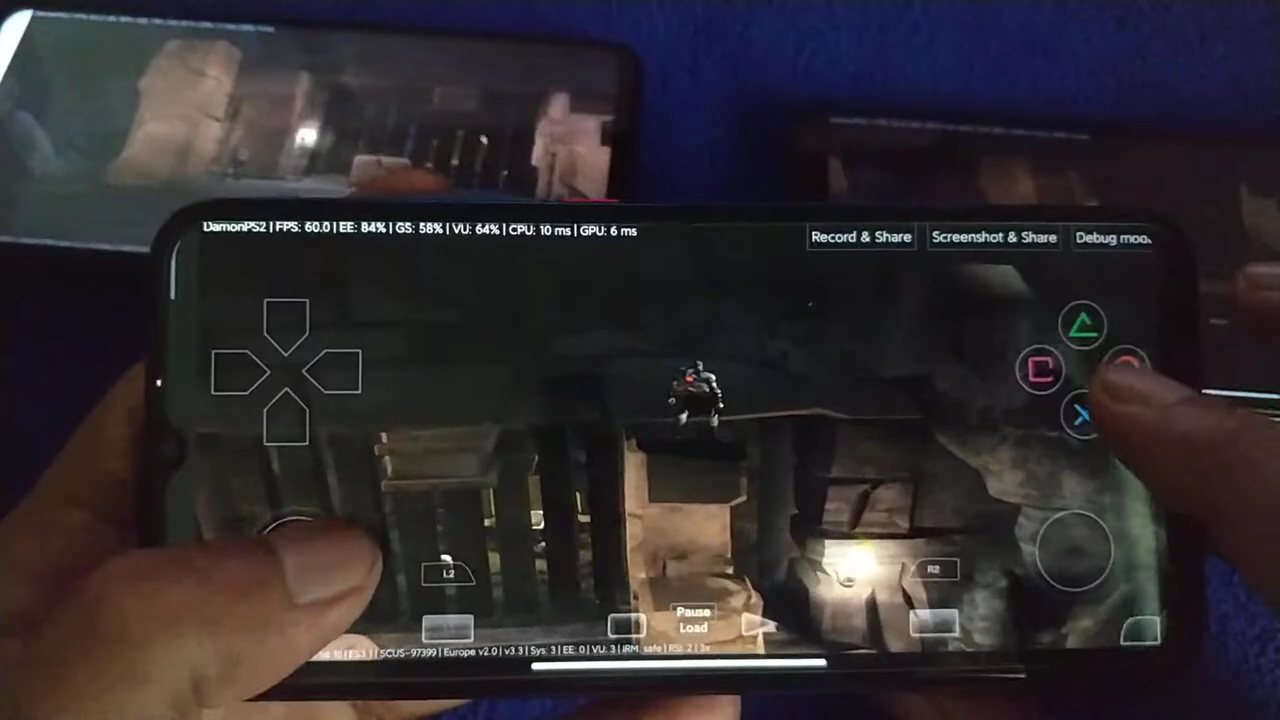 DamonPS2 | FPS: 60.0 | EE: 84% | GS: 58% | VU: 64% | CPU: 10 ms | GPU: 6 ms
Record & Share
Screenshot & Share
Debug
L2
R2
Pause
Load
SCUS-97399 | Europe v2.0 | v3.3 | Sys: 3 | EE: 0 | VU: 3 | IRM: safe | RSI: 2 | 3s